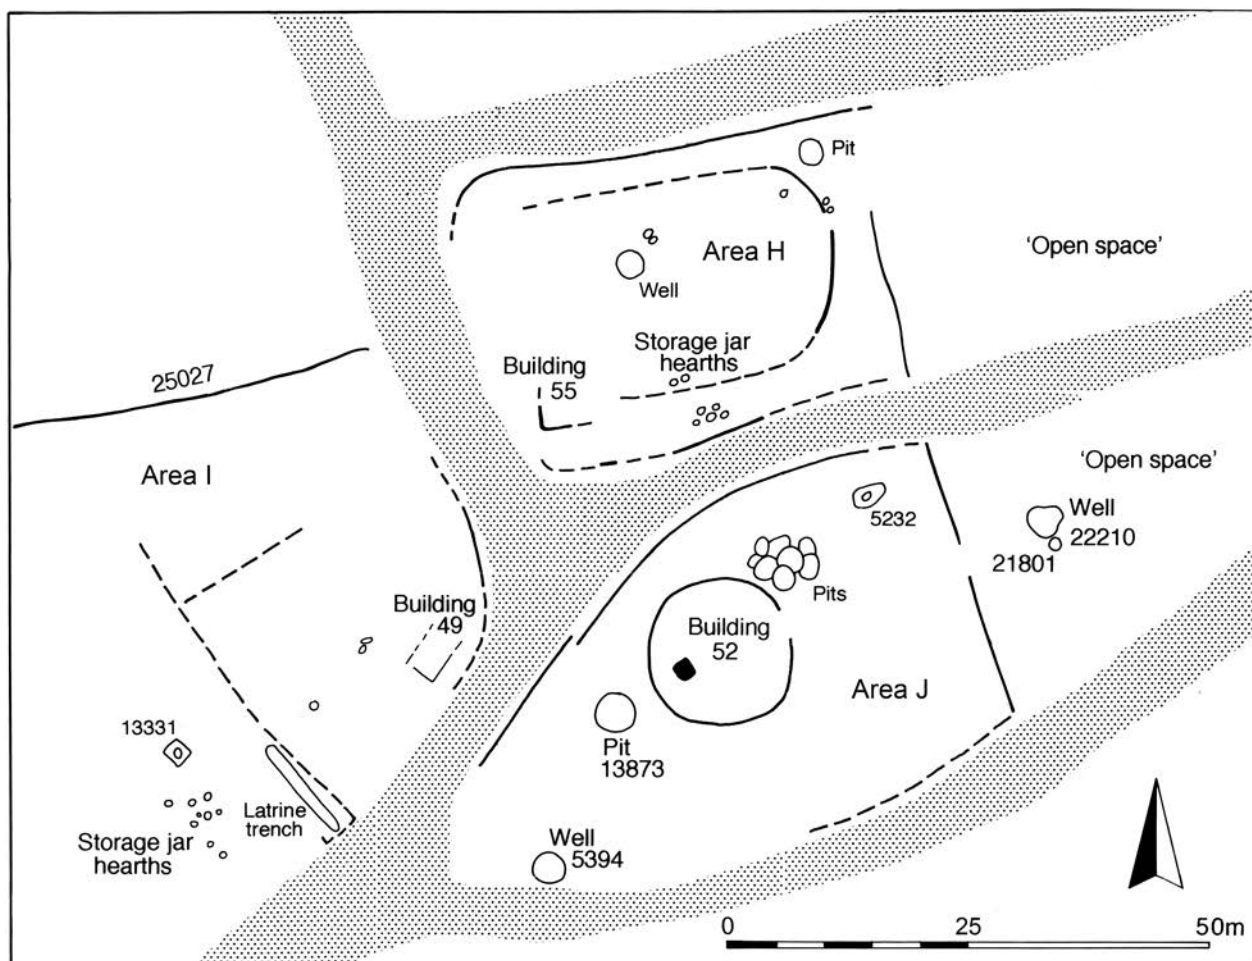 Pit
Area H
'Open space'
Well
Storage jar
hearths
Building
55
25027
Area I
'Open space'
5232
Well
22210
21801
Pits
Building
49
Building
52
Area J
13331
Pit
13873
Latrine
trench
Storage jar
hearths
Well
5394
0 25 50m